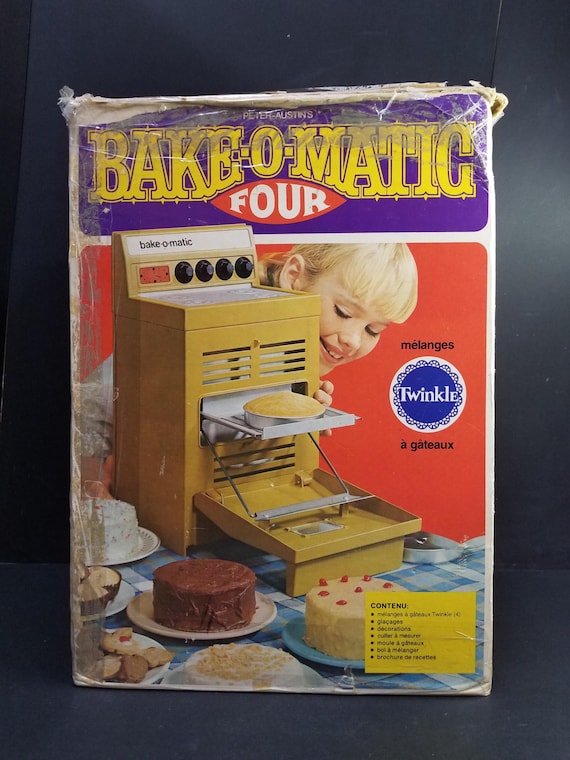 PETER-AUSTIN'S
BAKE-O-MATIC
FOUR
bake-o-matic
mélanges
Twinkle
à gâteaux
CONTENU:
• mélanges à gâteaux Twinkle (4)
• glaçages
• décorations
• cuiller à mesurer
• moule à gâteaux
• bol à mélanger
• brochure de recettes